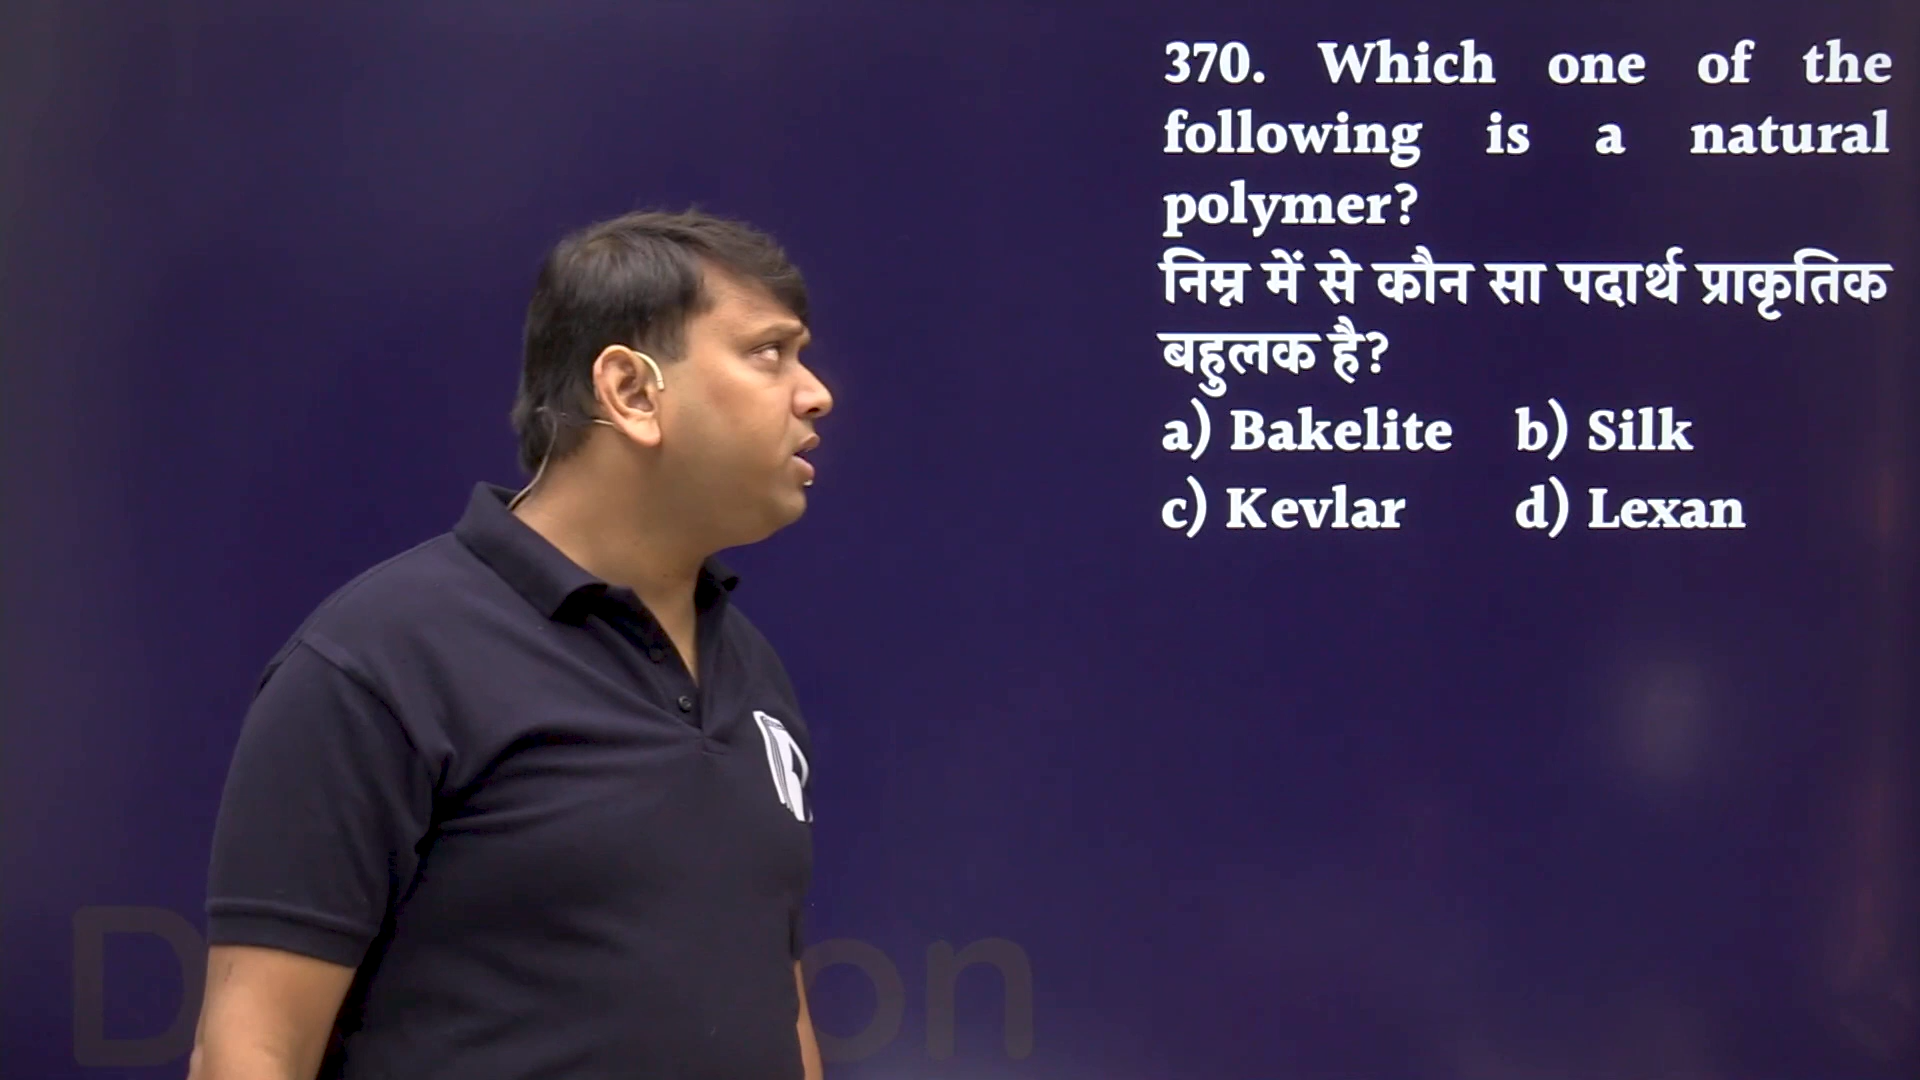 370. Which one of the
following is a natural
polymer?
निम्न में से कौन सा पदार्थ प्राकृतिक
बहुलक है?
a) Bakelite b) Silk
c) Kevlar d) Lexan